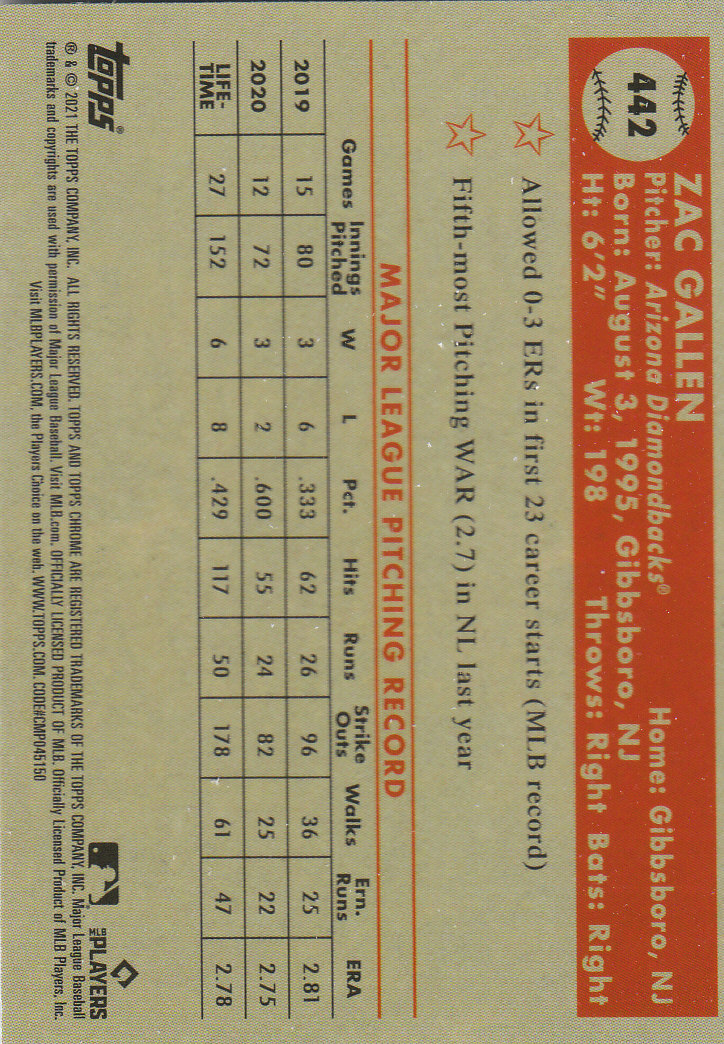 442
ZAC GALLEN
Pitcher: Arizona Diamondbacks® Home: Gibbsboro, NJ
Born: August 3, 1995, Gibbsboro, NJ
Ht: 6'2" Wt: 198 Throws: Right Bats: Right
Allowed 0-3 ERs in first 23 career starts (MLB record)
Fifth-most Pitching WAR (2.7) in NL last year
MAJOR LEAGUE PITCHING RECORD
Games Innings Pitched W L Pct. Hits Runs Strike Outs Walks Ern. Runs ERA
2019 15 80 3 6 .333 62 26 96 36 25 2.81
2020 12 72 3 2 .600 55 24 82 25 22 2.75
LIFE-TIME 27 152 6 8 .429 117 50 178 61 47 2.78
topps®
MLB PLAYERS
® & © 2021 THE TOPPS COMPANY, INC. ALL RIGHTS RESERVED. TOPPS AND TOPPS CHROME ARE REGISTERED TRADEMARKS OF THE TOPPS COMPANY, INC. Major League Baseball
trademarks and copyrights are used with permission of Major League Baseball. Visit MLB.com. OFFICIALLY LICENSED PRODUCT OF MLB. Officially Licensed Product of MLB Players, Inc.
Visit MLBPLAYERS.COM, the Players Choice on the web. WWW.TOPPS.COM. CODE#CMP045150